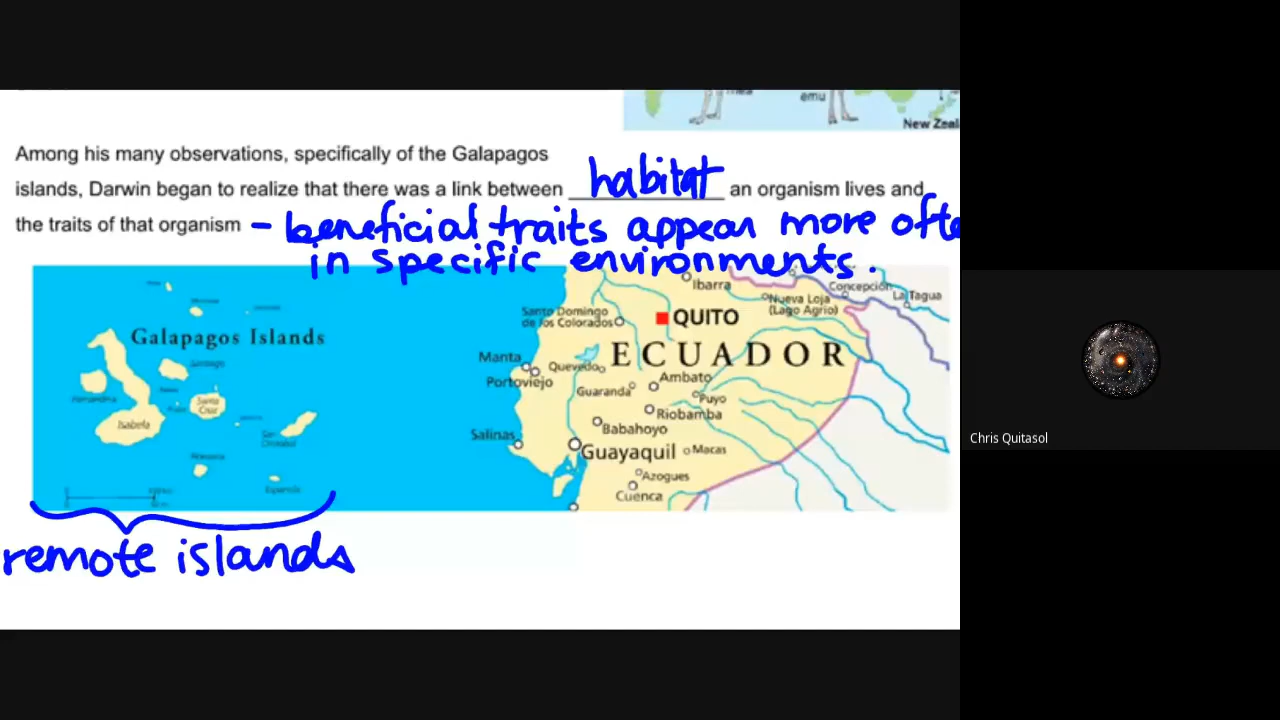 emu
New Zeal
Among his many observations, specifically of the Galapagos
islands, Darwin began to realize that there was a link between habitat an organism lives and
the traits of that organism - beneficial traits appear more ofte
in specific environments.
Galapagos Islands
Isabela
Santa
Cruz
Ibarra
Concepción
La Tagua
Nueva Loja
(Lago Agrio)
Santo Domingo
de los Colorados
QUITO
ECUADOR
Manta
Portoviejo
Quevedo
Ambato
Guaranda
Puyo
Riobamba
Babahoyo
Salinas
Guayaquil
Macas
Azogues
Cuenca
remote islands
Chris Quitasol